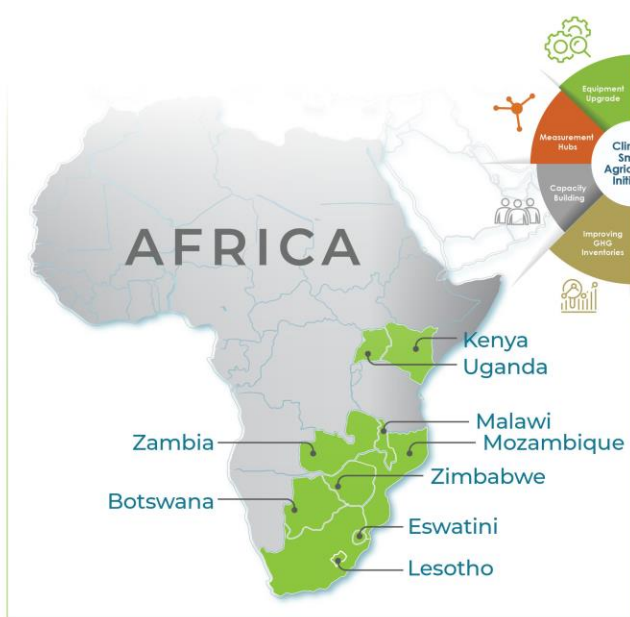 Equipment
Upgrade
Measurement
Hubs
Capacity
Building
Improving
GHG
Inventories
AFRICA
Kenya
Uganda
Malawi
Zambia
Mozambique
Zimbabwe
Botswana
Eswatini
Lesotho